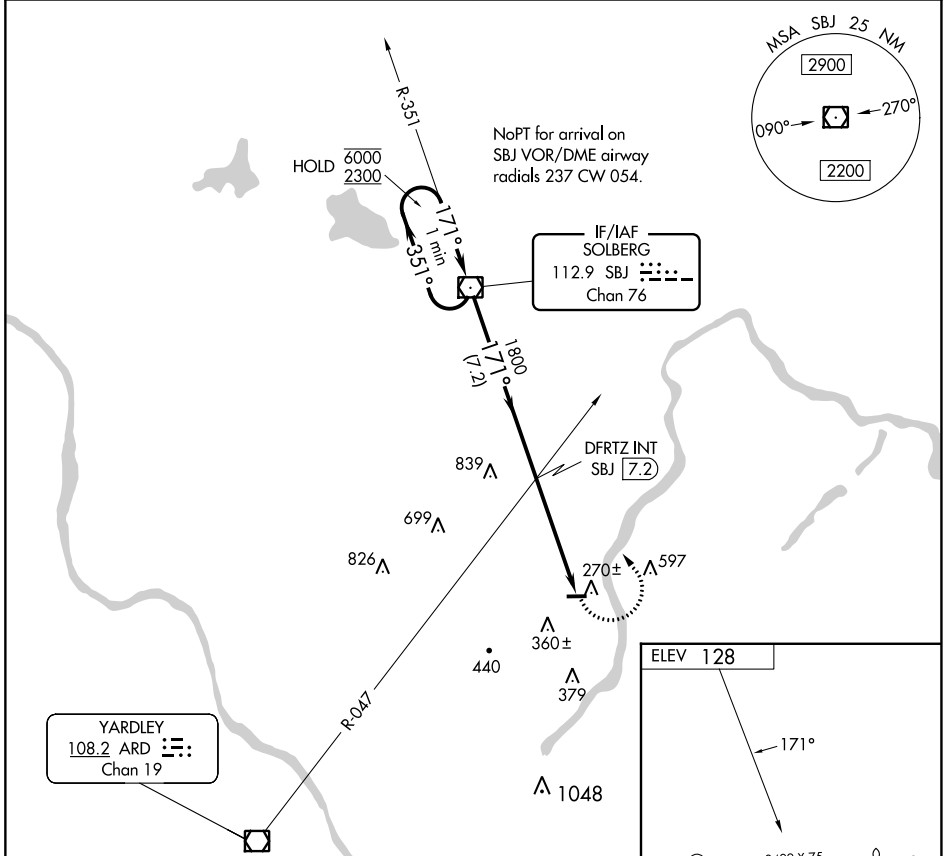 MSA SBJ 25 NM
2900
090°
270°
2200
R-351
NoPT for arrival on
SBJ VOR/DME airway
radials 237 CW 054.
HOLD 6000
2300
171°
1 min
351°
IF/IAF
SOLBERG
112.9 SBJ
Chan 76
1800
171°
(7.2)
DFRTZ INT
SBJ 7.2
839
699
826
270±
597
360±
440
379
R-047
ELEV 128
171°
YARDLEY
108.2 ARD
Chan 19
1048